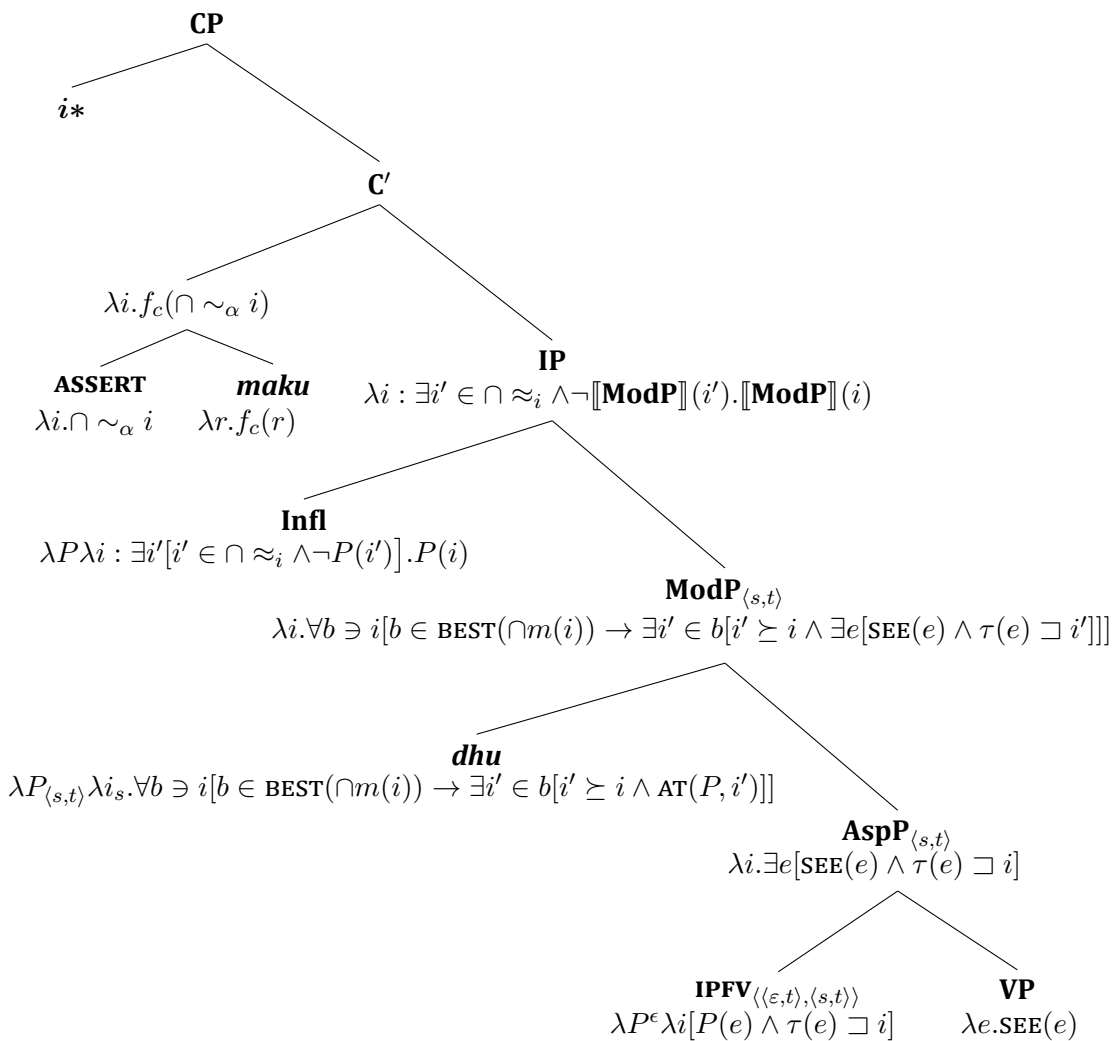 CP
i*
C′
λi.f_c(∩ ∼_α i)
ASSERT maku
λi.∩ ∼_α i λr.f_c(r)
IP
λi : ∃i′ ∈ ∩ ≈_i ∧¬⟦ModP⟧(i′).⟦ModP⟧(i)
Infl
λPλi : ∃i′[i′ ∈ ∩ ≈_i ∧¬P(i′)].P(i)
ModP_⟨s,t⟩
λi.∀b ∋ i[b ∈ BEST(∩m(i)) → ∃i′ ∈ b[i′ ⪰ i ∧ ∃e[SEE(e) ∧ τ(e) ⊐ i′]]]
dhu
λP_⟨s,t⟩λi_s.∀b ∋ i[b ∈ BEST(∩m(i)) → ∃i′ ∈ b[i′ ⪰ i ∧ AT(P, i′)]]
AspP_⟨s,t⟩
λi.∃e[SEE(e) ∧ τ(e) ⊐ i]
IPFV_⟨⟨ε,t⟩,⟨s,t⟩⟩ VP
λP^ϵλi[P(e) ∧ τ(e) ⊐ i] λe.SEE(e)